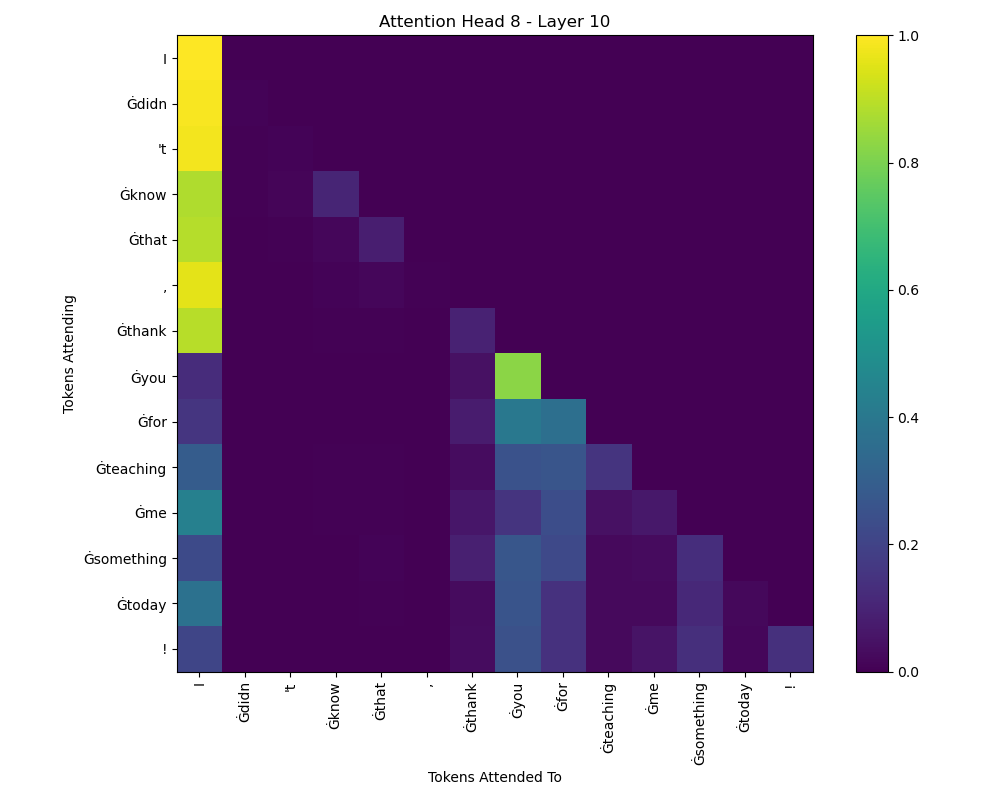 Attention Head 8 - Layer 10
I
Ġdidn
't
Ġknow
Ġthat
,
Ġthank
Ġyou
Ġfor
Ġteaching
Ġme
Ġsomething
Ġtoday
!
Tokens Attending
I
Ġdidn
't
Ġknow
Ġthat
,
Ġthank
Ġyou
Ġfor
Ġteaching
Ġme
Ġsomething
Ġtoday
!
Tokens Attended To
1.0
0.8
0.6
0.4
0.2
0.0